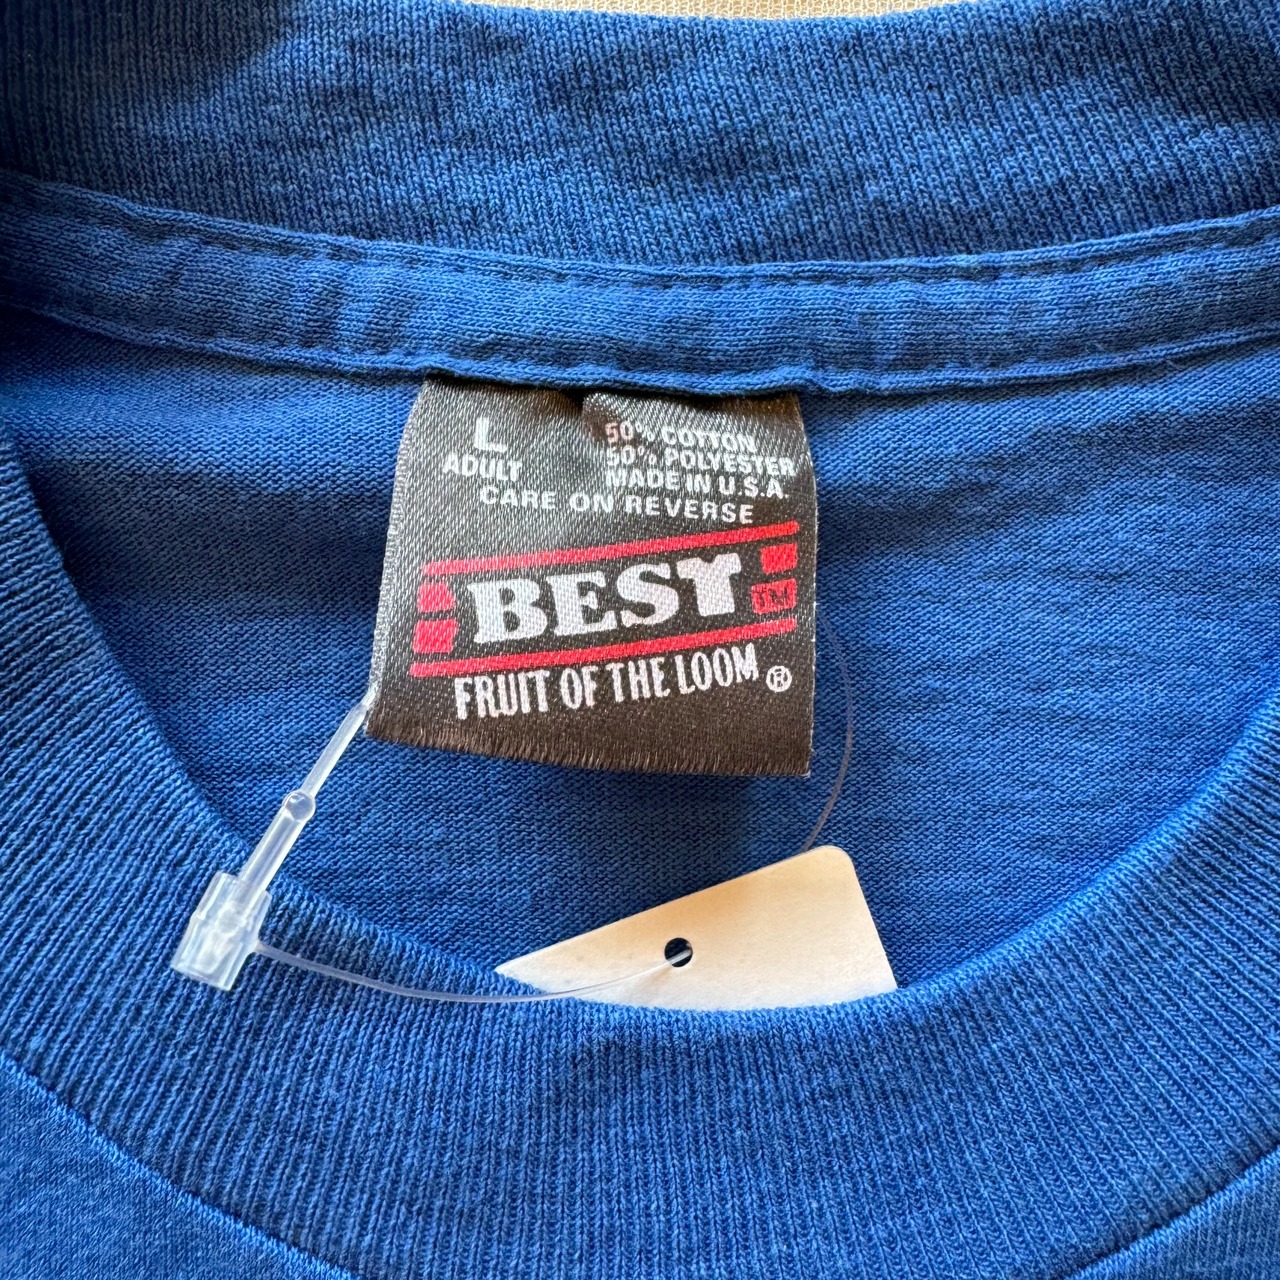 L
ADULT
50% COTTON
50% POLYESTER
MADE IN U.S.A.
CARE ON REVERSE
BEST
TM
FRUIT OF THE LOOM ®